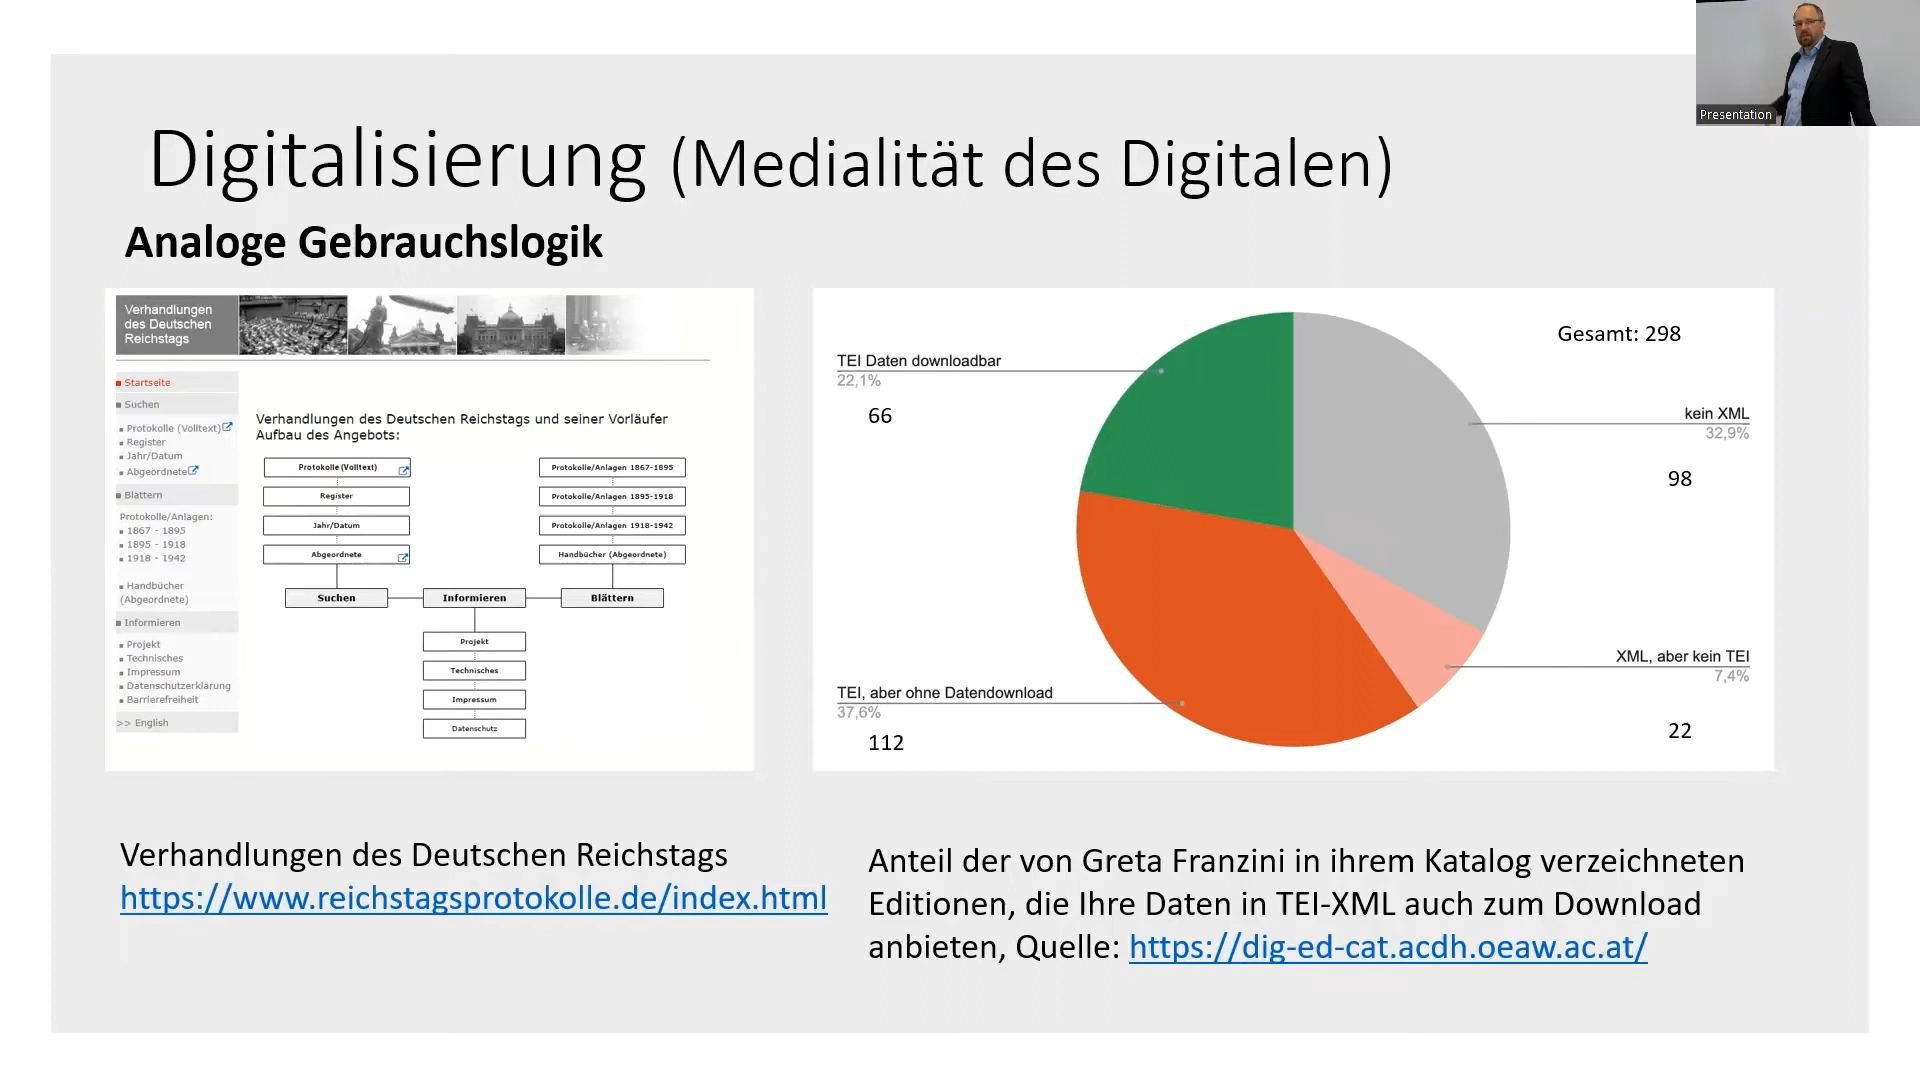 Presentation
Digitalisierung (Medialität des Digitalen)
Analoge Gebrauchslogik
Verhandlungen
des Deutschen
Reichstags
Startseite
Suchen
Protokolle (Volltext)
Register
Jahr/Datum
Abgeordnete
Blättern
Protokolle/Anlagen:
1867 - 1895
1895 - 1918
1918 - 1942
Handbücher
(Abgeordnete)
Informieren
Projekt
Technisches
Impressum
Datenschutzerklärung
Barrierefreiheit
>> English
Verhandlungen des Deutschen Reichstags und seiner Vorläufer
Aufbau des Angebots:
Protokolle (Volltext)
Register
Jahr/Datum
Abgeordnete
Protokolle/Anlagen 1867-1895
Protokolle/Anlagen 1895-1918
Protokolle/Anlagen 1918-1942
Handbücher (Abgeordnete)
Suchen
Informieren
Blättern
Projekt
Technisches
Impressum
Datenschutz
Gesamt: 298
TEI Daten downloadbar
22,1%
66
kein XML
32,9%
98
XML, aber kein TEI
7,4%
22
TEI, aber ohne Datendownload
37,6%
112
Verhandlungen des Deutschen Reichstags
https://www.reichstagsprotokolle.de/index.html
Anteil der von Greta Franzini in ihrem Katalog verzeichneten
Editionen, die Ihre Daten in TEI-XML auch zum Download
anbieten, Quelle: https://dig-ed-cat.acdh.oeaw.ac.at/